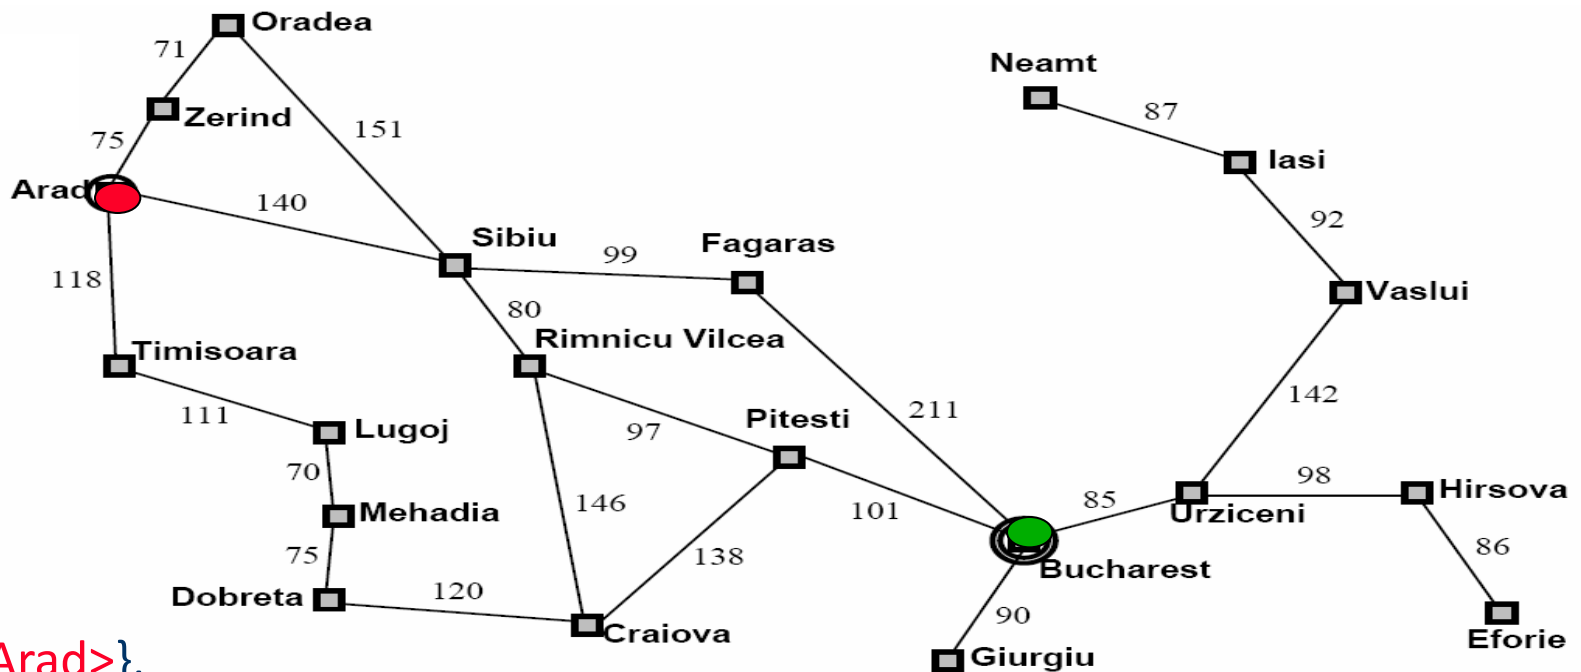 Oradea
71
Neamt
87
Zerind
151
75
Iasi
Arad
140
92
Sibiu
Fagaras
99
118
Vaslui
80
Timisoara
Rimnicu Vilcea
142
111
211
Pitesti
Lugoj
97
70
98
Hirsova
146
101
85
Urziceni
Mehadia
75
138
86
Bucharest
Dobreta
120
90
Craiova
Eforie
Giurgiu
Arad>},